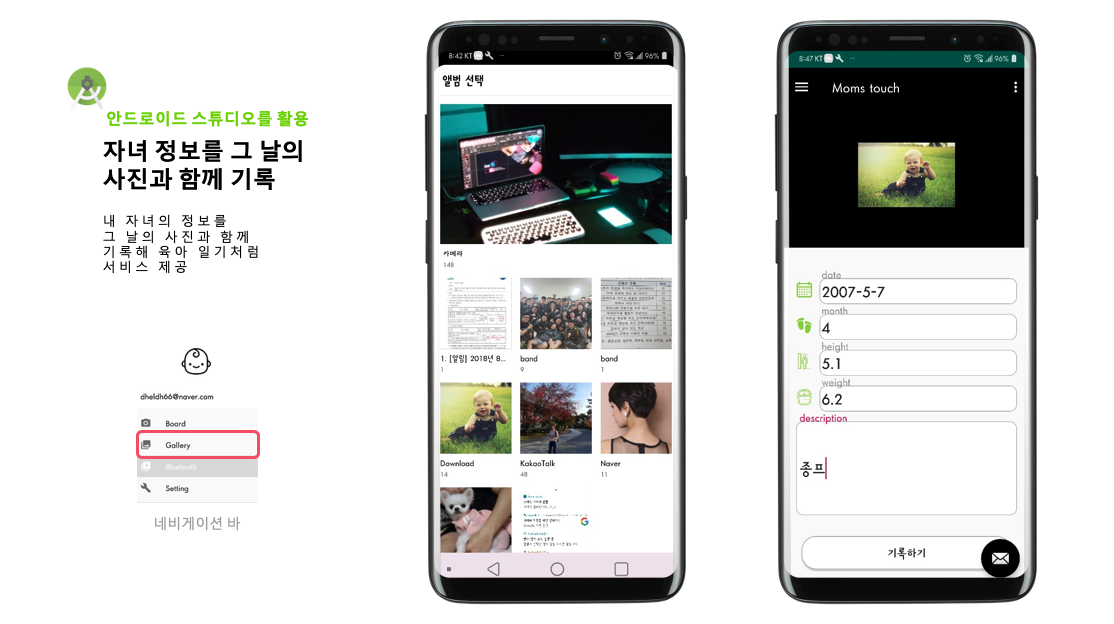 안드로이드 스튜디오를 활용
자녀 정보를 그 날의
사진과 함께 기록
내 자녀의 정보를
그 날의 사진과 함께
기록해 육아 일기처럼
서비스 제공
dheldh66@naver.com
Board
Gallery
Bluetooth
Setting
네비게이션 바
8:42 KT
96%
앨범 선택
카메라
148
1. [알림] 2018년 8...
1
band
9
band
1
Download
14
KakaoTalk
48
Naver
11
8:47 KT
96%
Moms touch
date
2007-5-7
month
4
height
5.1
weight
6.2
description
종프
기록하기